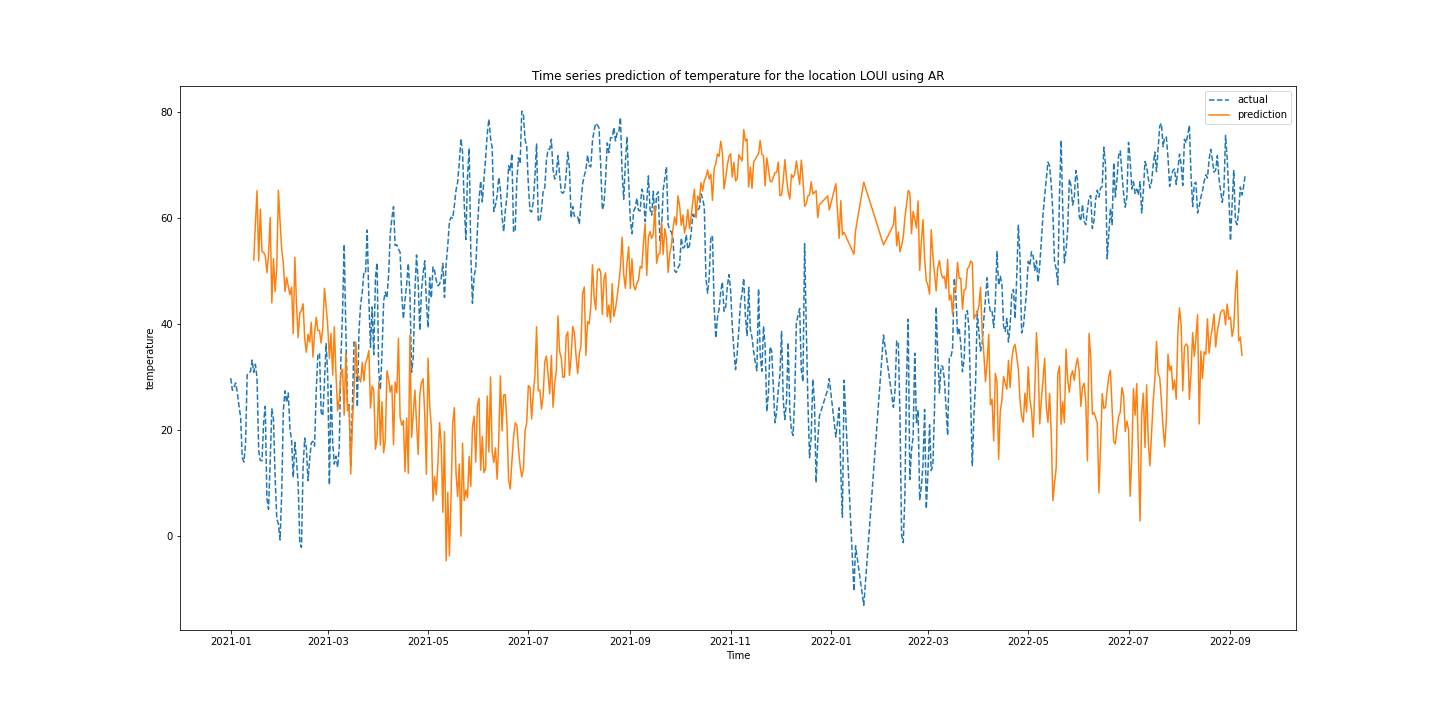 Time series prediction of temperature for the location LOUI using AR
actual
prediction
80
60
40
20
0
temperature
2021-01 2021-03 2021-05 2021-07 2021-09 2021-11 2022-01 2022-03 2022-05 2022-07 2022-09
Time